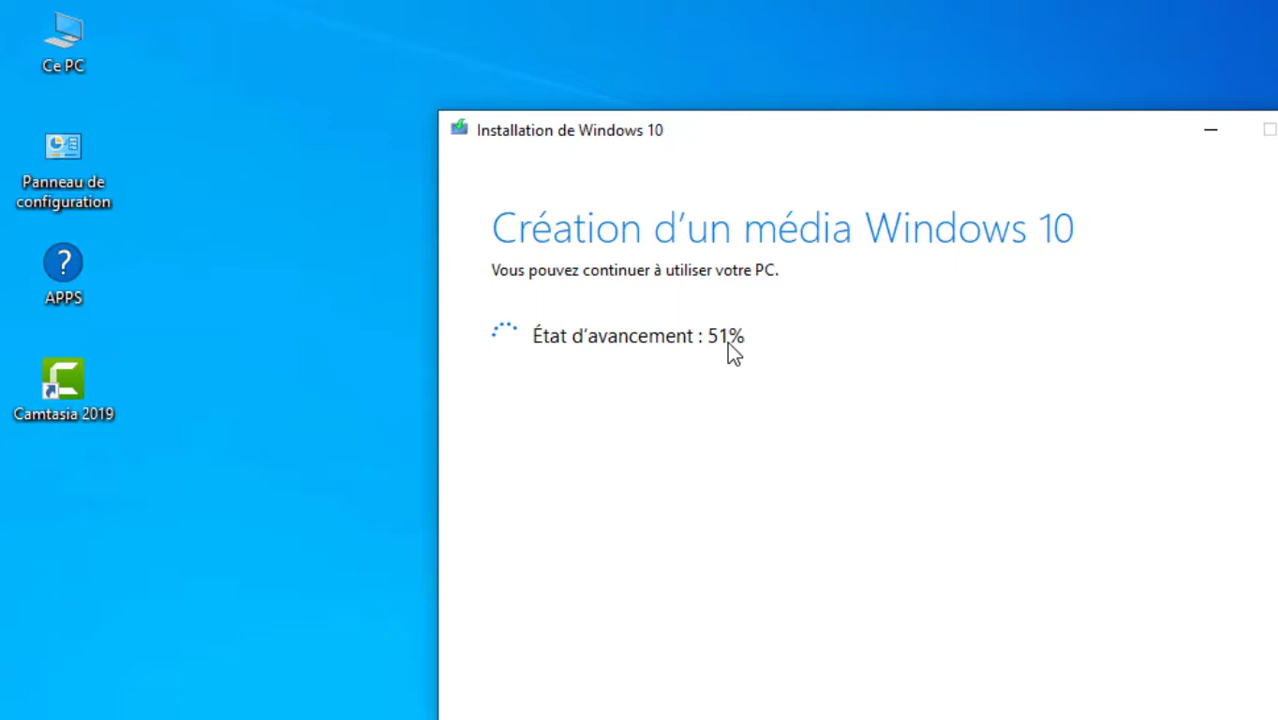 Ce PC
Panneau de
configuration
?
APPS
Camtasia 2019
Installation de Windows 10
Création d’un média Windows 10
Vous pouvez continuer à utiliser votre PC.
État d’avancement : 51%